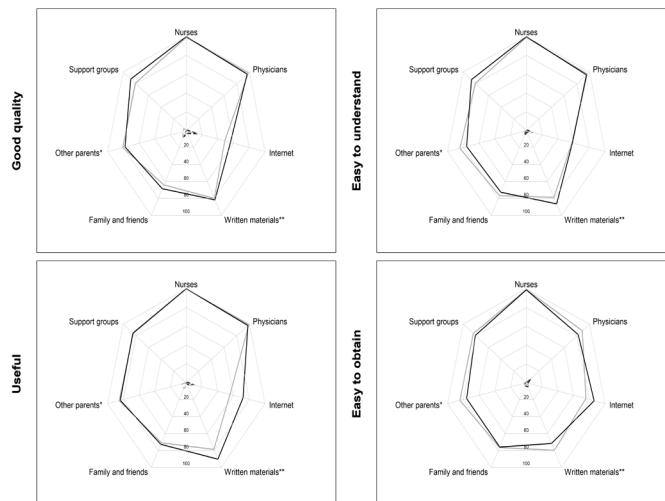 Good quality
Nurses
Support groups
Physicians
Other parents*
Internet
20
40
60
80
Family and friends
100
Written materials**
Easy to understand
Nurses
Support groups
Physicians
Other parents*
Internet
20
40
60
80
Family and friends
100
Written materials**
Useful
Nurses
Support groups
Physicians
Other parents*
Internet
20
40
60
80
Family and friends
100
Written materials**
Easy to obtain
Nurses
Support groups
Physicians
Other parents*
Internet
20
40
60
80
Family and friends
100
Written materials**